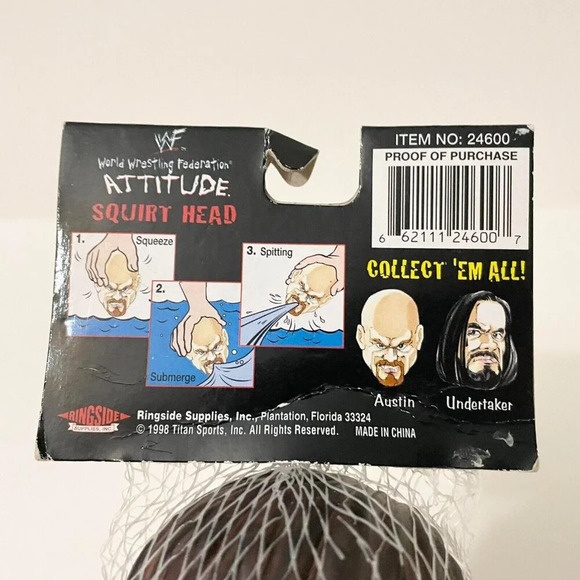 WF
World Wrestling Federation®
ATTITUDE™
SQUIRT HEAD
1. Squeeze
2.
Submerge
3. Spitting
ITEM NO: 24600
PROOF OF PURCHASE
6 62111 24600 7
COLLECT 'EM ALL!
Austin
Undertaker
RINGSIDE
SUPPLIES, INC.
Ringside Supplies, Inc., Plantation, Florida 33324
© 1998 Titan Sports, Inc. All Rights Reserved. MADE IN CHINA